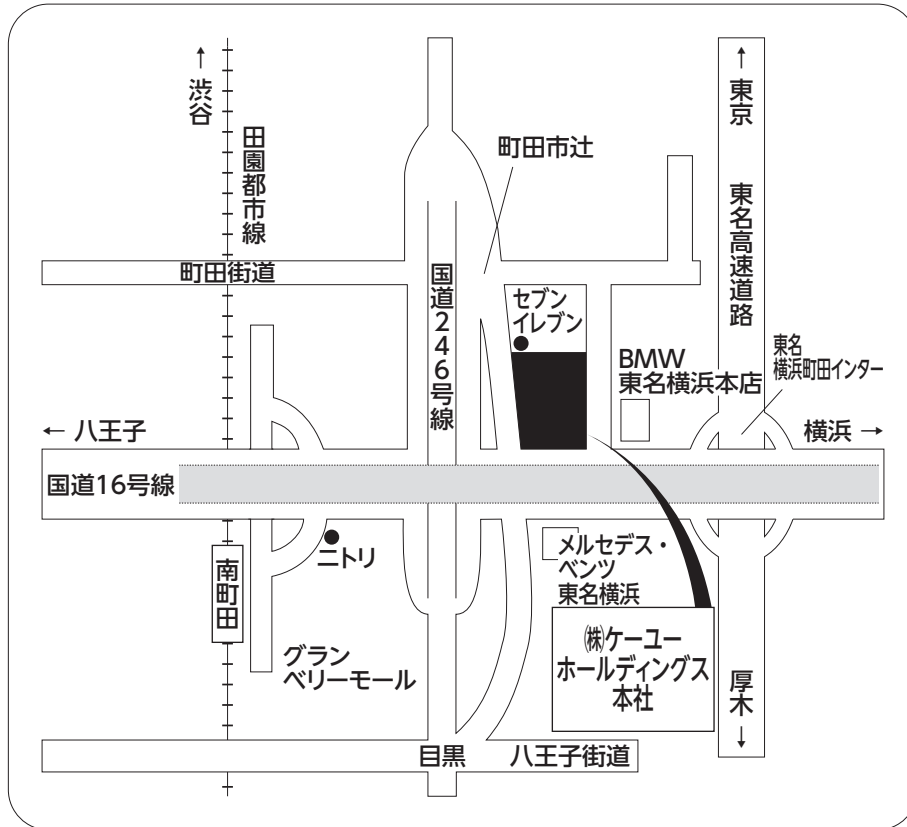 ↑
渋谷
田園都市線
町田市辻
↑
東京
東名高速道路
町田街道
国道246号線
セブン
イレブン
BMW
東名横浜本店
東名
横浜町田インター
← 八王子
横浜 →
国道16号線
ニトリ
南町田
メルセデス・
ベンツ
東名横浜
グラン
ベリーモール
㈱ケーユー
ホールディングス
本社
厚木
↓
目黒
八王子街道